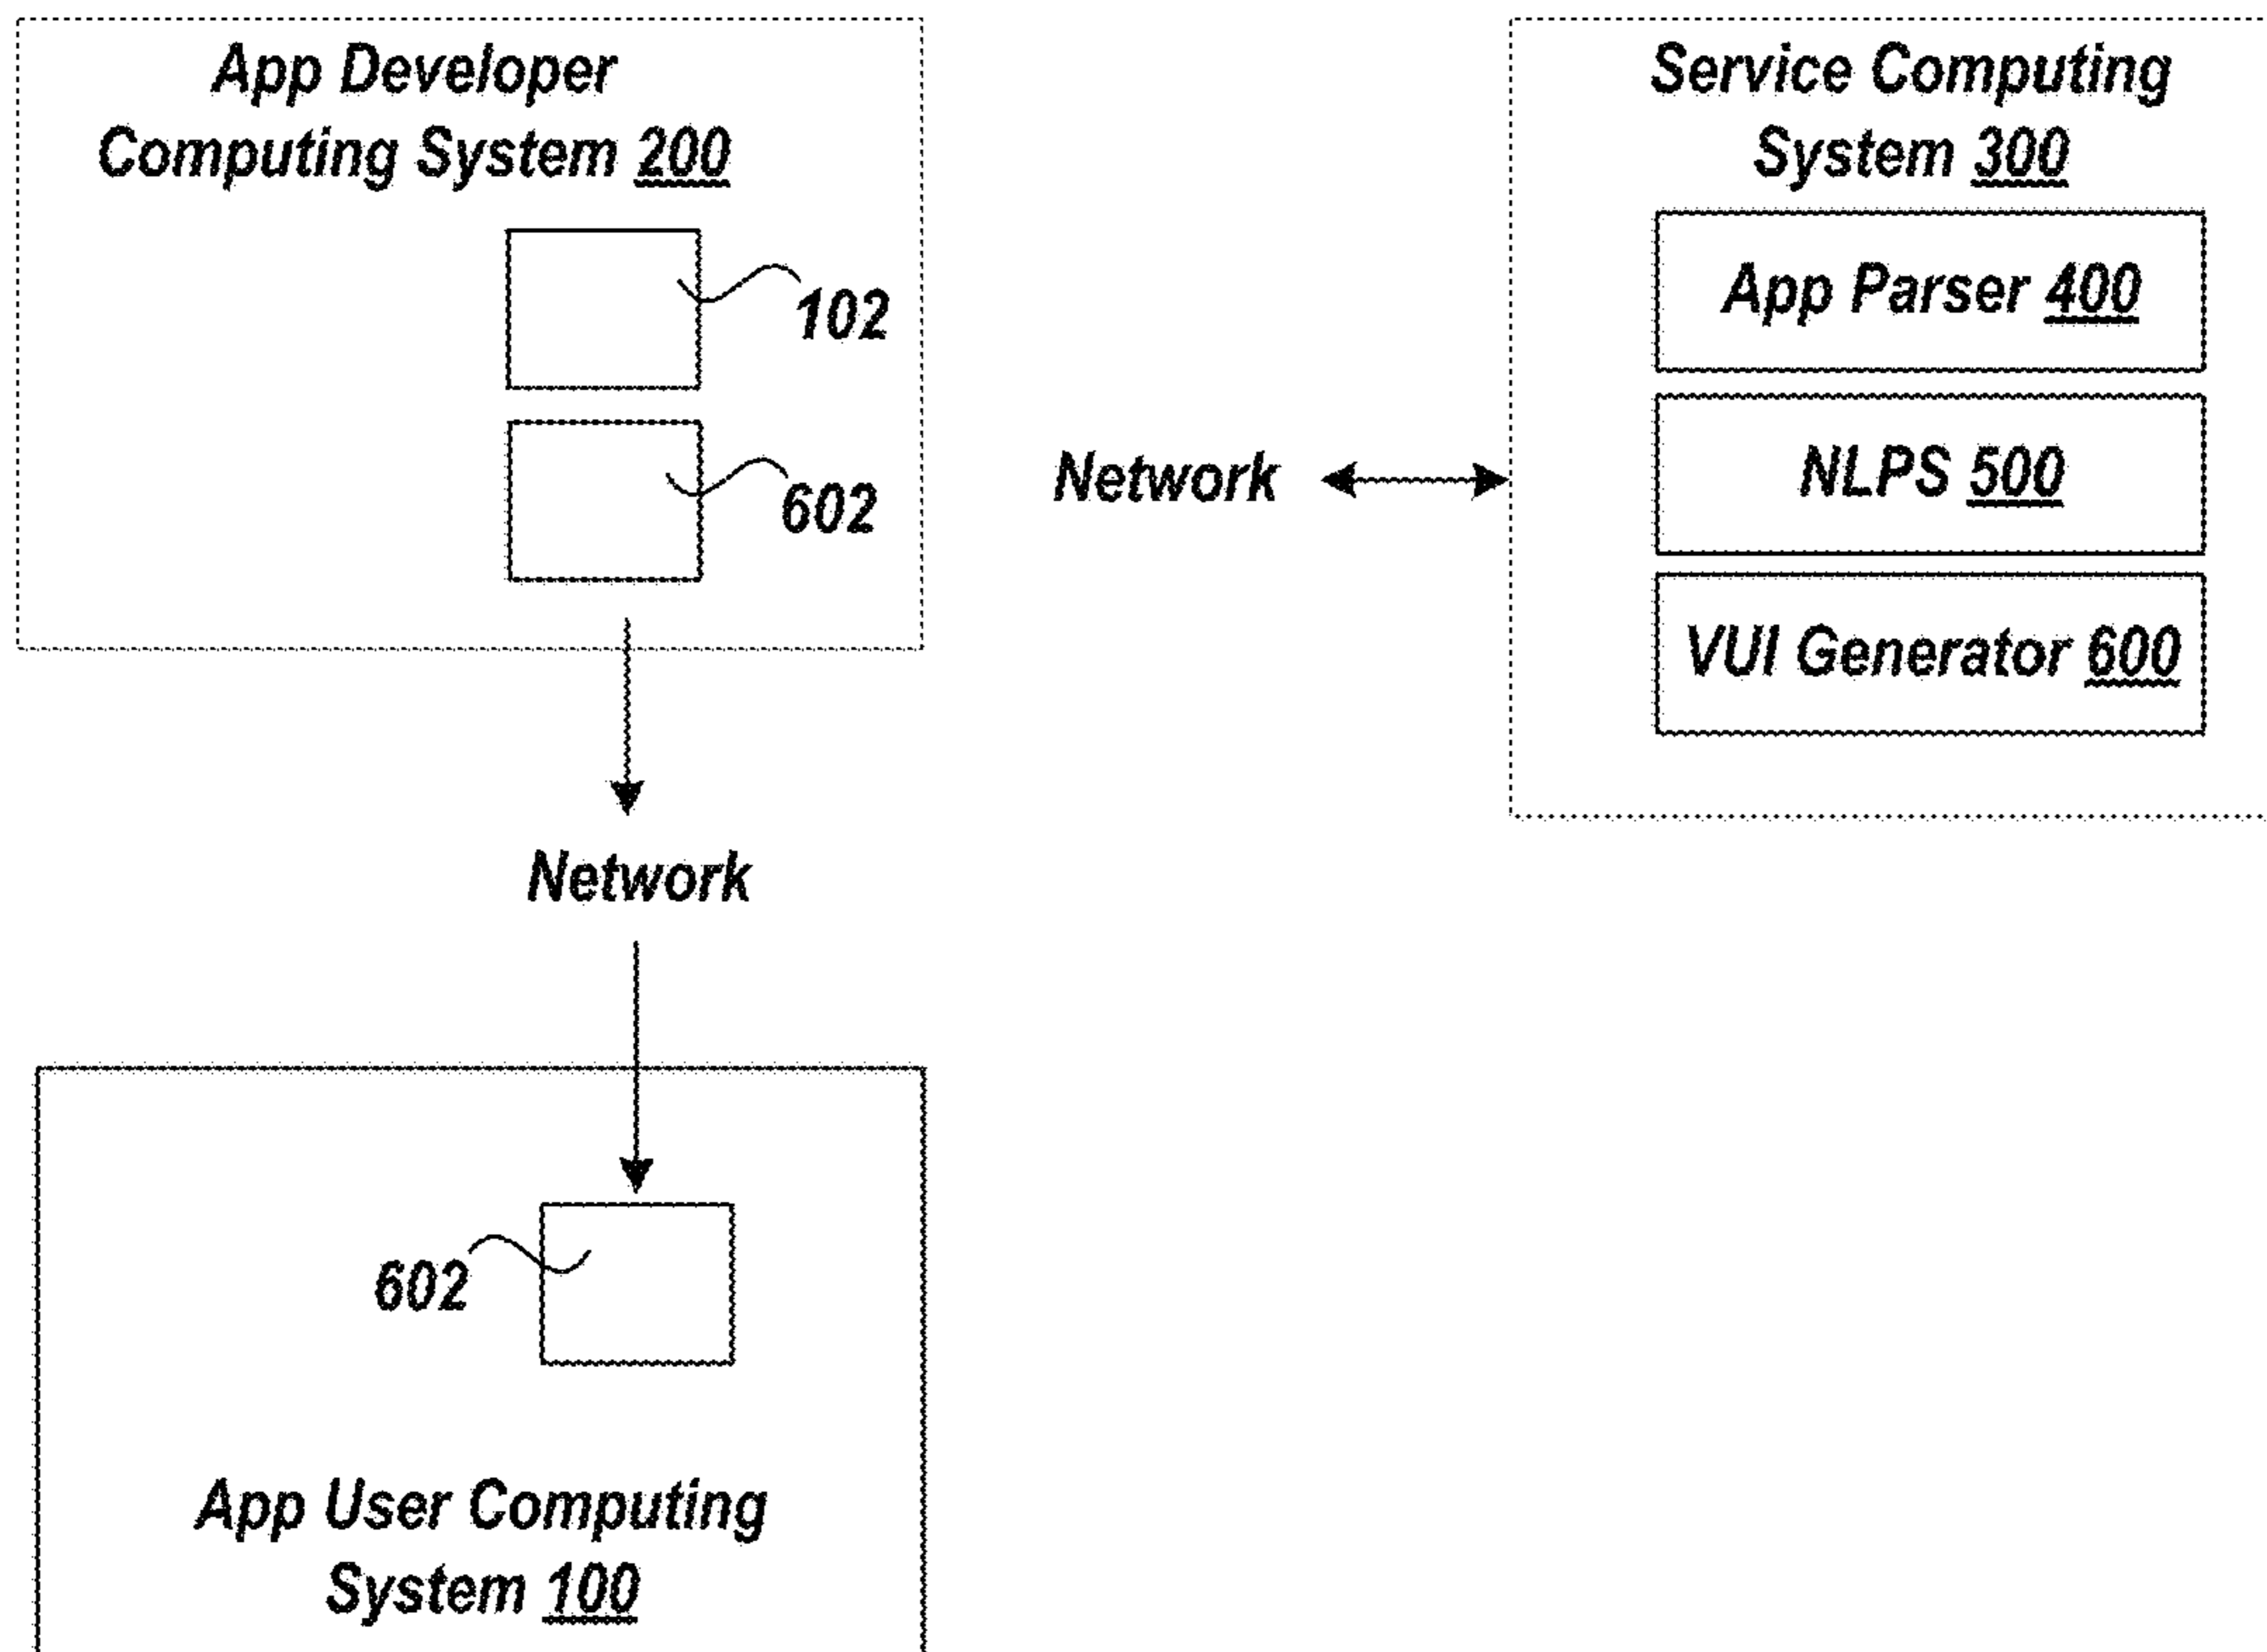 App Developer
Computing System 200
102
602
Network
Service Computing
System 300
App Parser 400
NLPS 500
VUI Generator 600
Network
602
App User Computing
System 100